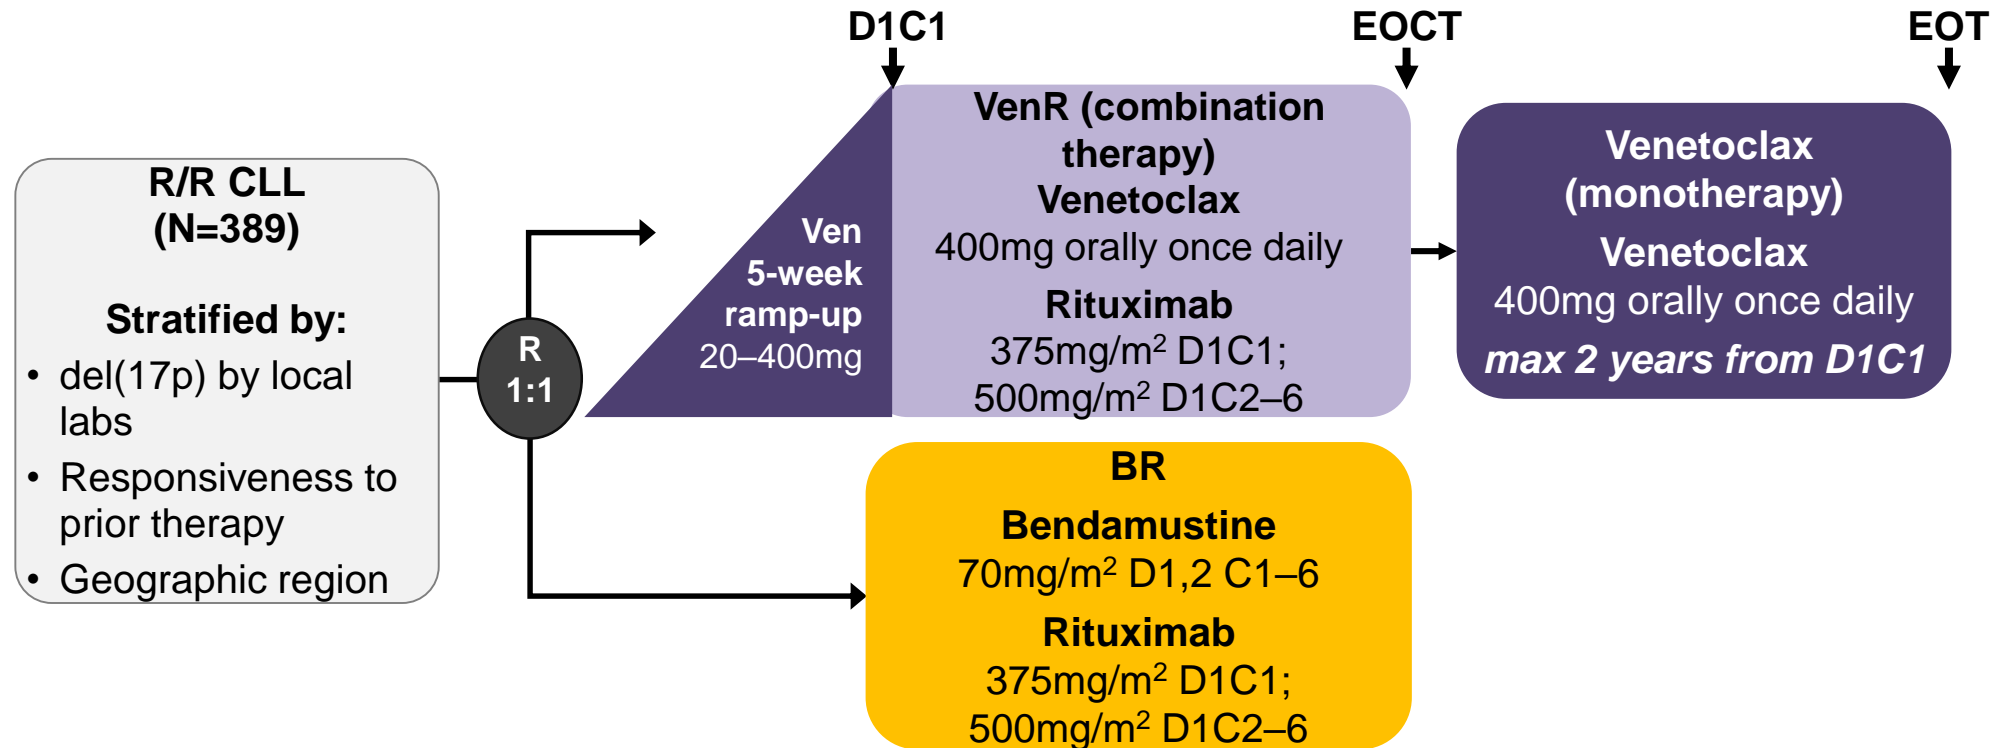 D1C1
EOCT
EOT
R/R CLL
(N=389)
Stratified by:
• del(17p) by local
labs
• Responsiveness to
prior therapy
• Geographic region
R
1:1
Ven
5-week
ramp-up
20–400mg
VenR (combination
therapy)
Venetoclax
400mg orally once daily
Rituximab
375mg/m² D1C1;
500mg/m² D1C2–6
Venetoclax
(monotherapy)
Venetoclax
400mg orally once daily
max 2 years from D1C1
BR
Bendamustine
70mg/m² D1,2 C1–6
Rituximab
375mg/m² D1C1;
500mg/m² D1C2–6